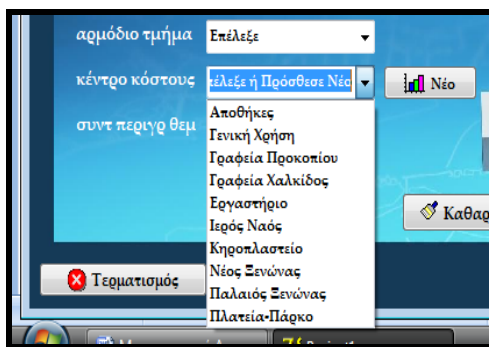 αρμόδιο τμήμα Επέλεξε
κέντρο κόστους τέλεξε ή Πρόσθεσε Νέο Νέο
συντ περιγρ θεμ
Αποθήκες
Γενική Χρήση
Γραφεία Προκοπίου
Γραφεία Χαλκίδος
Εργαστήριο
Ιερός Ναός
Κηροπλαστείο
Νέος Ξενώνας
Παλαιός Ξενώνας
Πλατεία-Πάρκο
Καθαρ
Τερματισμός